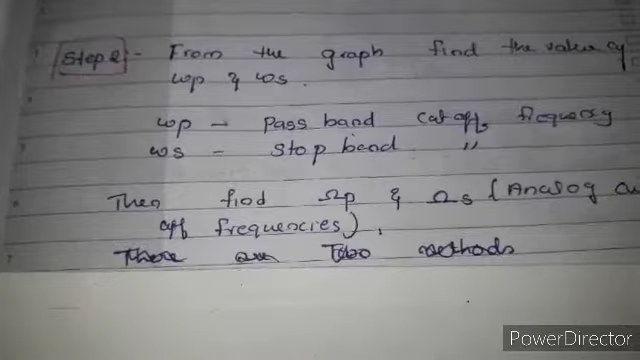 Step 2:- From the graph find the value of
ωp & ωs.
ωp → Pass band cut off frequency
ωs - Stop band "
Then find Ωp & Ωs (Analog cut
off frequencies).
There are Two methods
PowerDirector